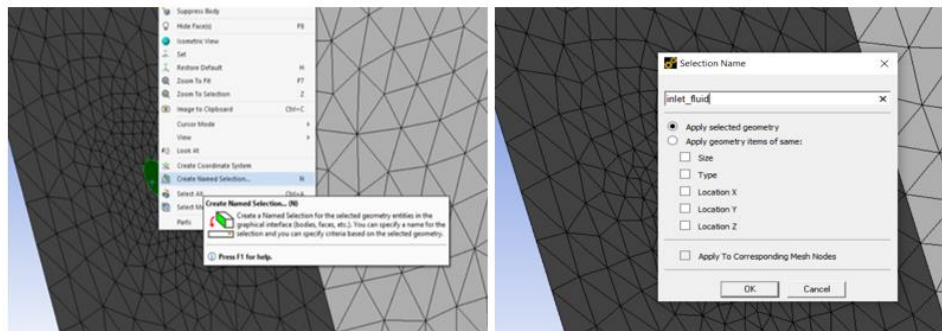 Suppress Body
Hide Face(s) F8
Isometric View
Set
Restore Default H
Zoom To Fit F7
Zoom To Selection Z
Image to Clipboard Ctrl+C
Cursor Mode
View
Look At
Create Coordinate System
Create Named Selection... N
Select All Ctrl+A
Select Me
Parts
Create Named Selection... (N)
Create a Named Selection for the selected geometry entities in the
graphical interface (bodies, faces, etc.). You can specify a name for the
selection and you can specify criteria based on the selected geometry.
Press F1 for help.
Selection Name
inlet_fluid
Apply selected geometry
Apply geometry items of same:
Size
Type
Location X
Location Y
Location Z
Apply To Corresponding Mesh Nodes
OK Cancel